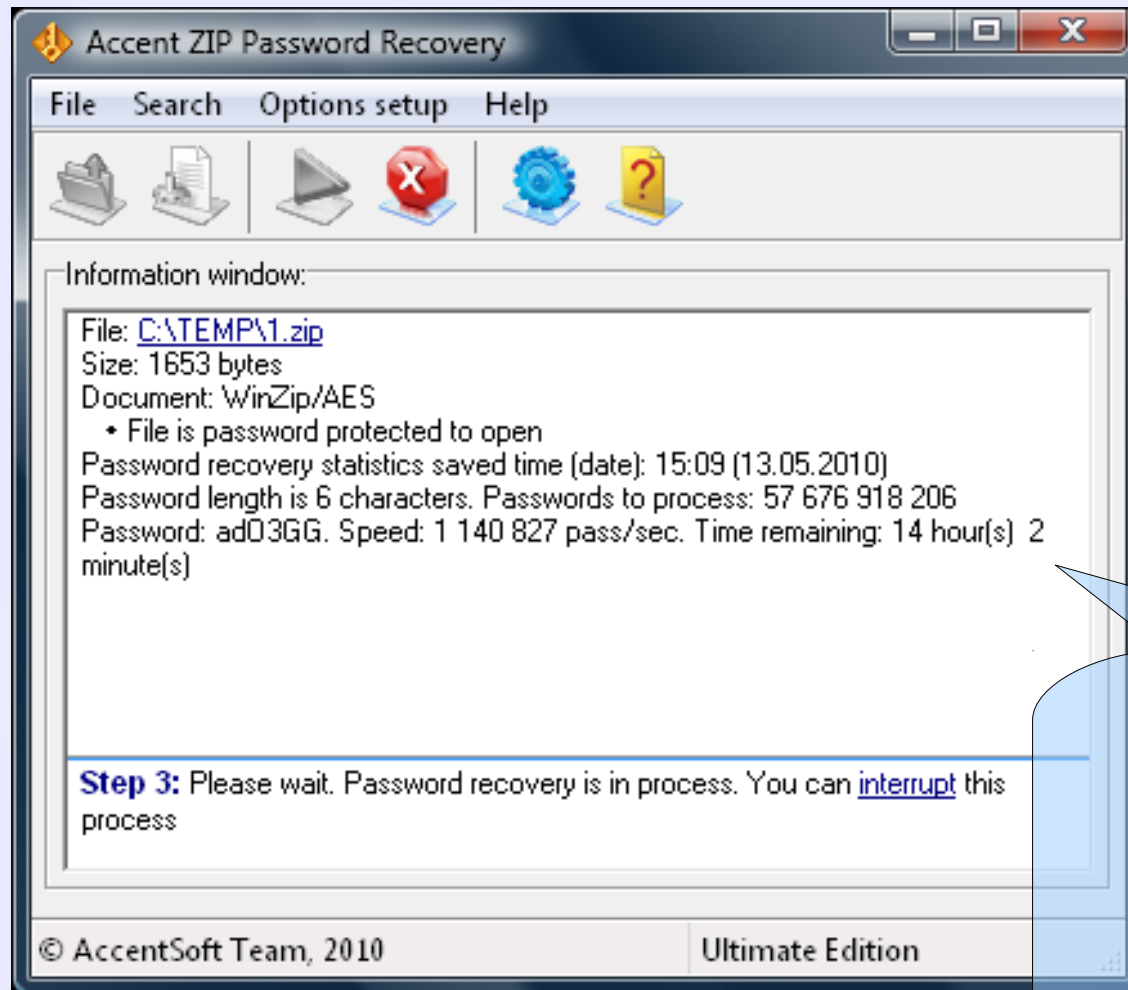 Accent ZIP Password Recovery
File Search Options setup Help
Information window:
File: C:\TEMP\1.zip
Size: 1653 bytes
Document: WinZip/AES
• File is password protected to open
Password recovery statistics saved time (date): 15:09 (13.05.2010)
Password length is 6 characters. Passwords to process: 57 676 918 206
Password: adO3GG. Speed: 1 140 827 pass/sec. Time remaining: 14 hour(s) 2
minute(s)
Step 3: Please wait. Password recovery is in process. You can interrupt this
process
© AccentSoft Team, 2010
Ultimate Edition